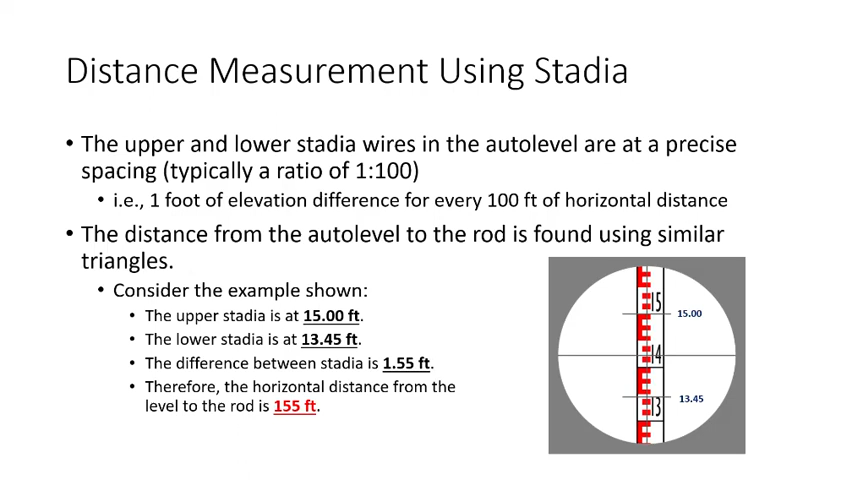 Distance Measurement Using Stadia
• The upper and lower stadia wires in the autolevel are at a precise
spacing (typically a ratio of 1:100)
• i.e., 1 foot of elevation difference for every 100 ft of horizontal distance
• The distance from the autolevel to the rod is found using similar
triangles.
• Consider the example shown:
• The upper stadia is at 15.00 ft.
• The lower stadia is at 13.45 ft.
• The difference between stadia is 1.55 ft.
• Therefore, the horizontal distance from the
level to the rod is 155 ft.
15
15.00
14
13.45
13